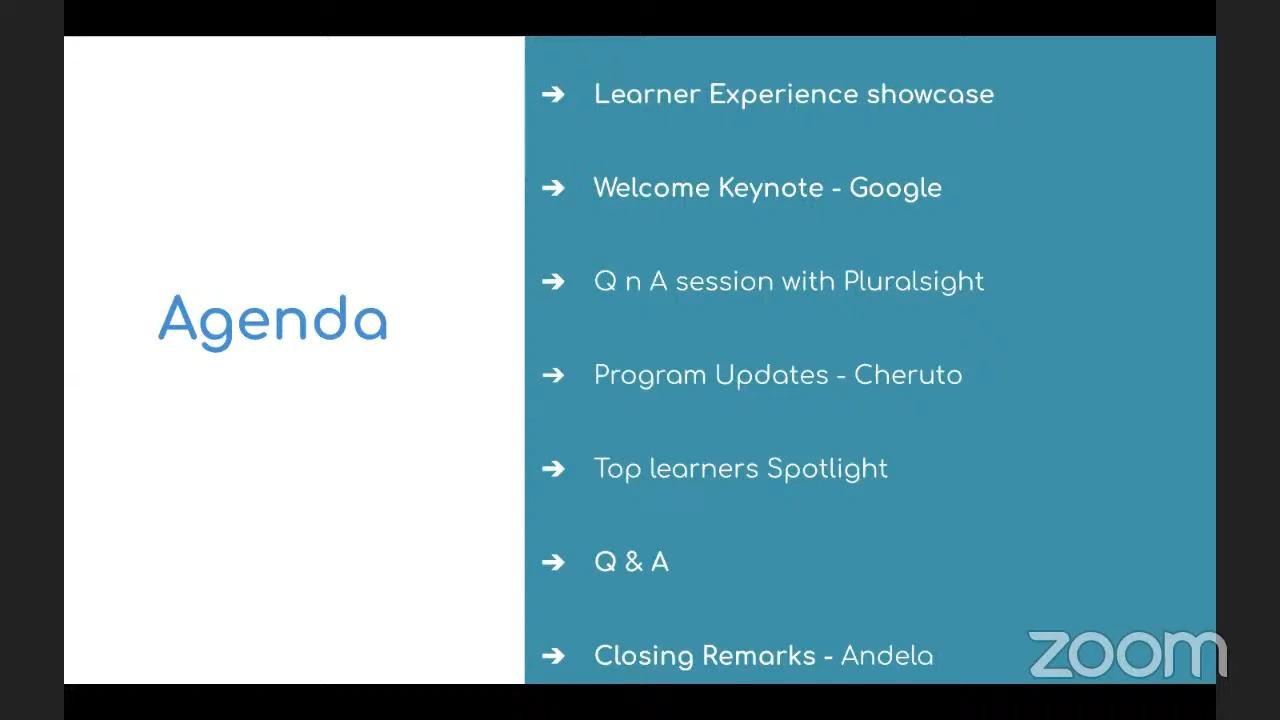 Agenda
➔ Learner Experience showcase
➔ Welcome Keynote - Google
➔ Q n A session with Pluralsight
➔ Program Updates - Cheruto
➔ Top learners Spotlight
➔ Q & A
➔ Closing Remarks - Andela
zoom